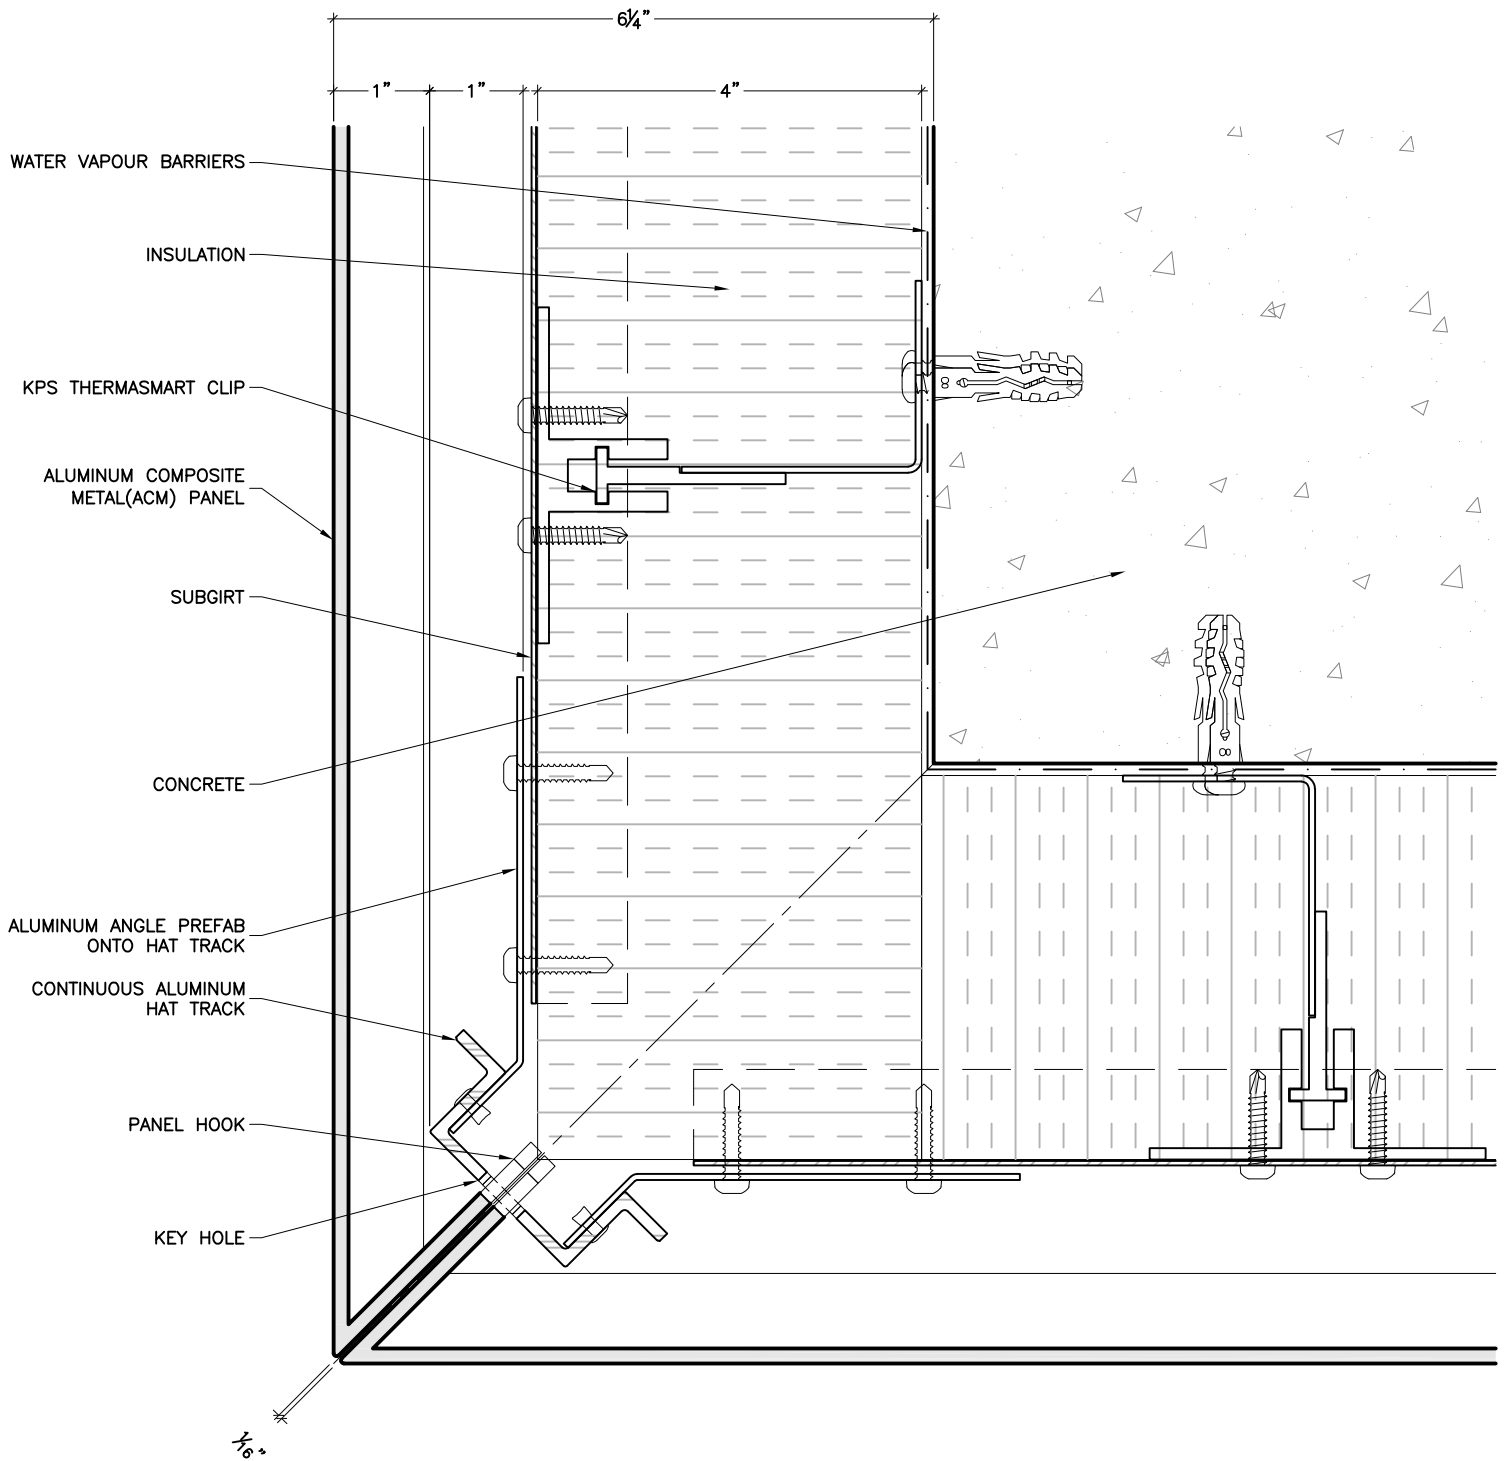 6¼"
1"
1"
4"
WATER VAPOUR BARRIERS
INSULATION
KPS THERMASMART CLIP
ALUMINUM COMPOSITE
METAL(ACM) PANEL
SUBGIRT
CONCRETE
ALUMINUM ANGLE PREFAB
ONTO HAT TRACK
CONTINUOUS ALUMINUM
HAT TRACK
PANEL HOOK
KEY HOLE
1/16"